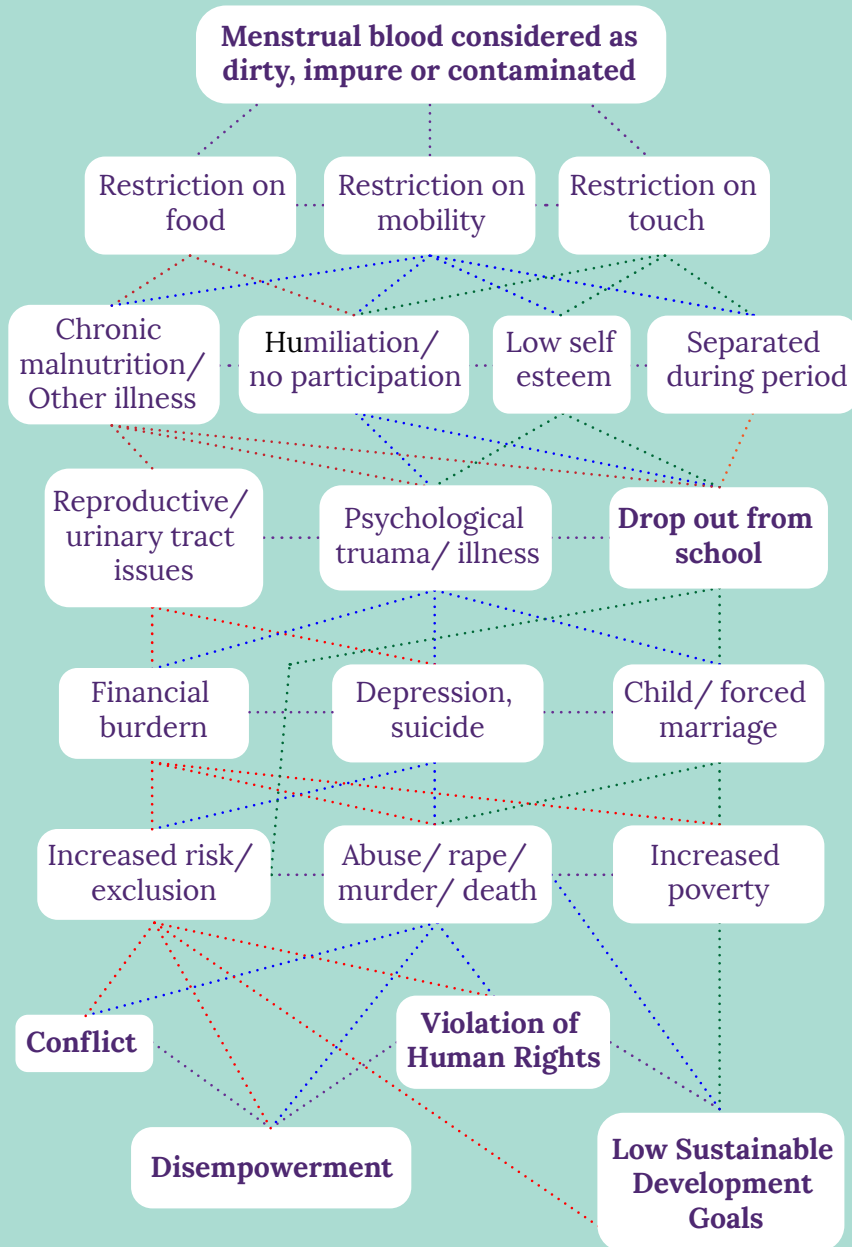 Menstrual blood considered as
dirty, impure or contaminated
Restriction on
food
Restriction on
mobility
Restriction on
touch
Chronic
malnutrition/
Other illness
Humiliation/
no participation
Low self
esteem
Separated
during period
Reproductive/
urinary tract
issues
Psychological
truama/ illness
Drop out from
school
Financial
burdern
Depression,
suicide
Child/ forced
marriage
Increased risk/
exclusion
Abuse/ rape/
murder/ death
Increased
poverty
Conflict
Violation of
Human Rights
Disempowerment
Low Sustainable
Development
Goals